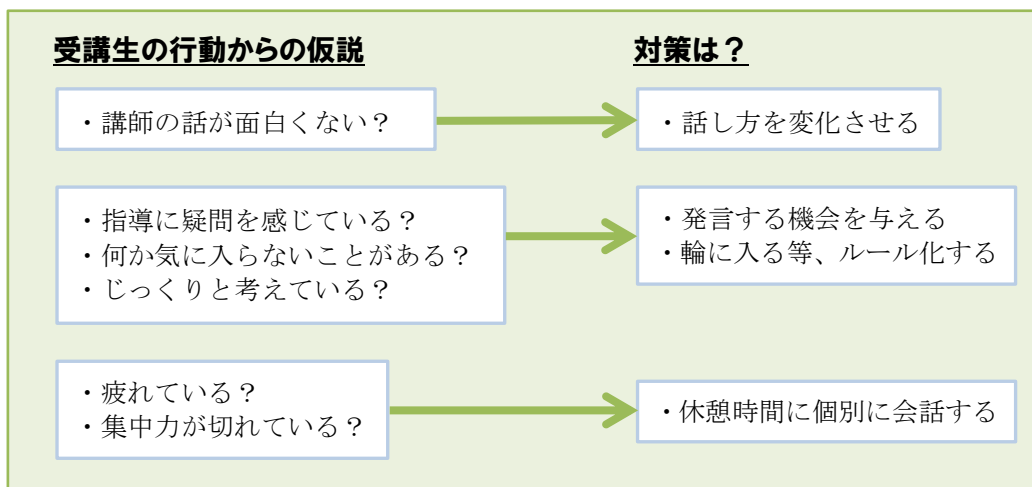 受講生の行動からの仮説
対策は？
・講師の話が面白くない？
・話し方を変化させる
・指導に疑問を感じている？
・何か気に入らないことがある？
・じっくりと考えている？
・発言する機会を与える
・輪に入る等、ルール化する
・疲れている？
・集中力が切れている？
・休憩時間に個別に会話する